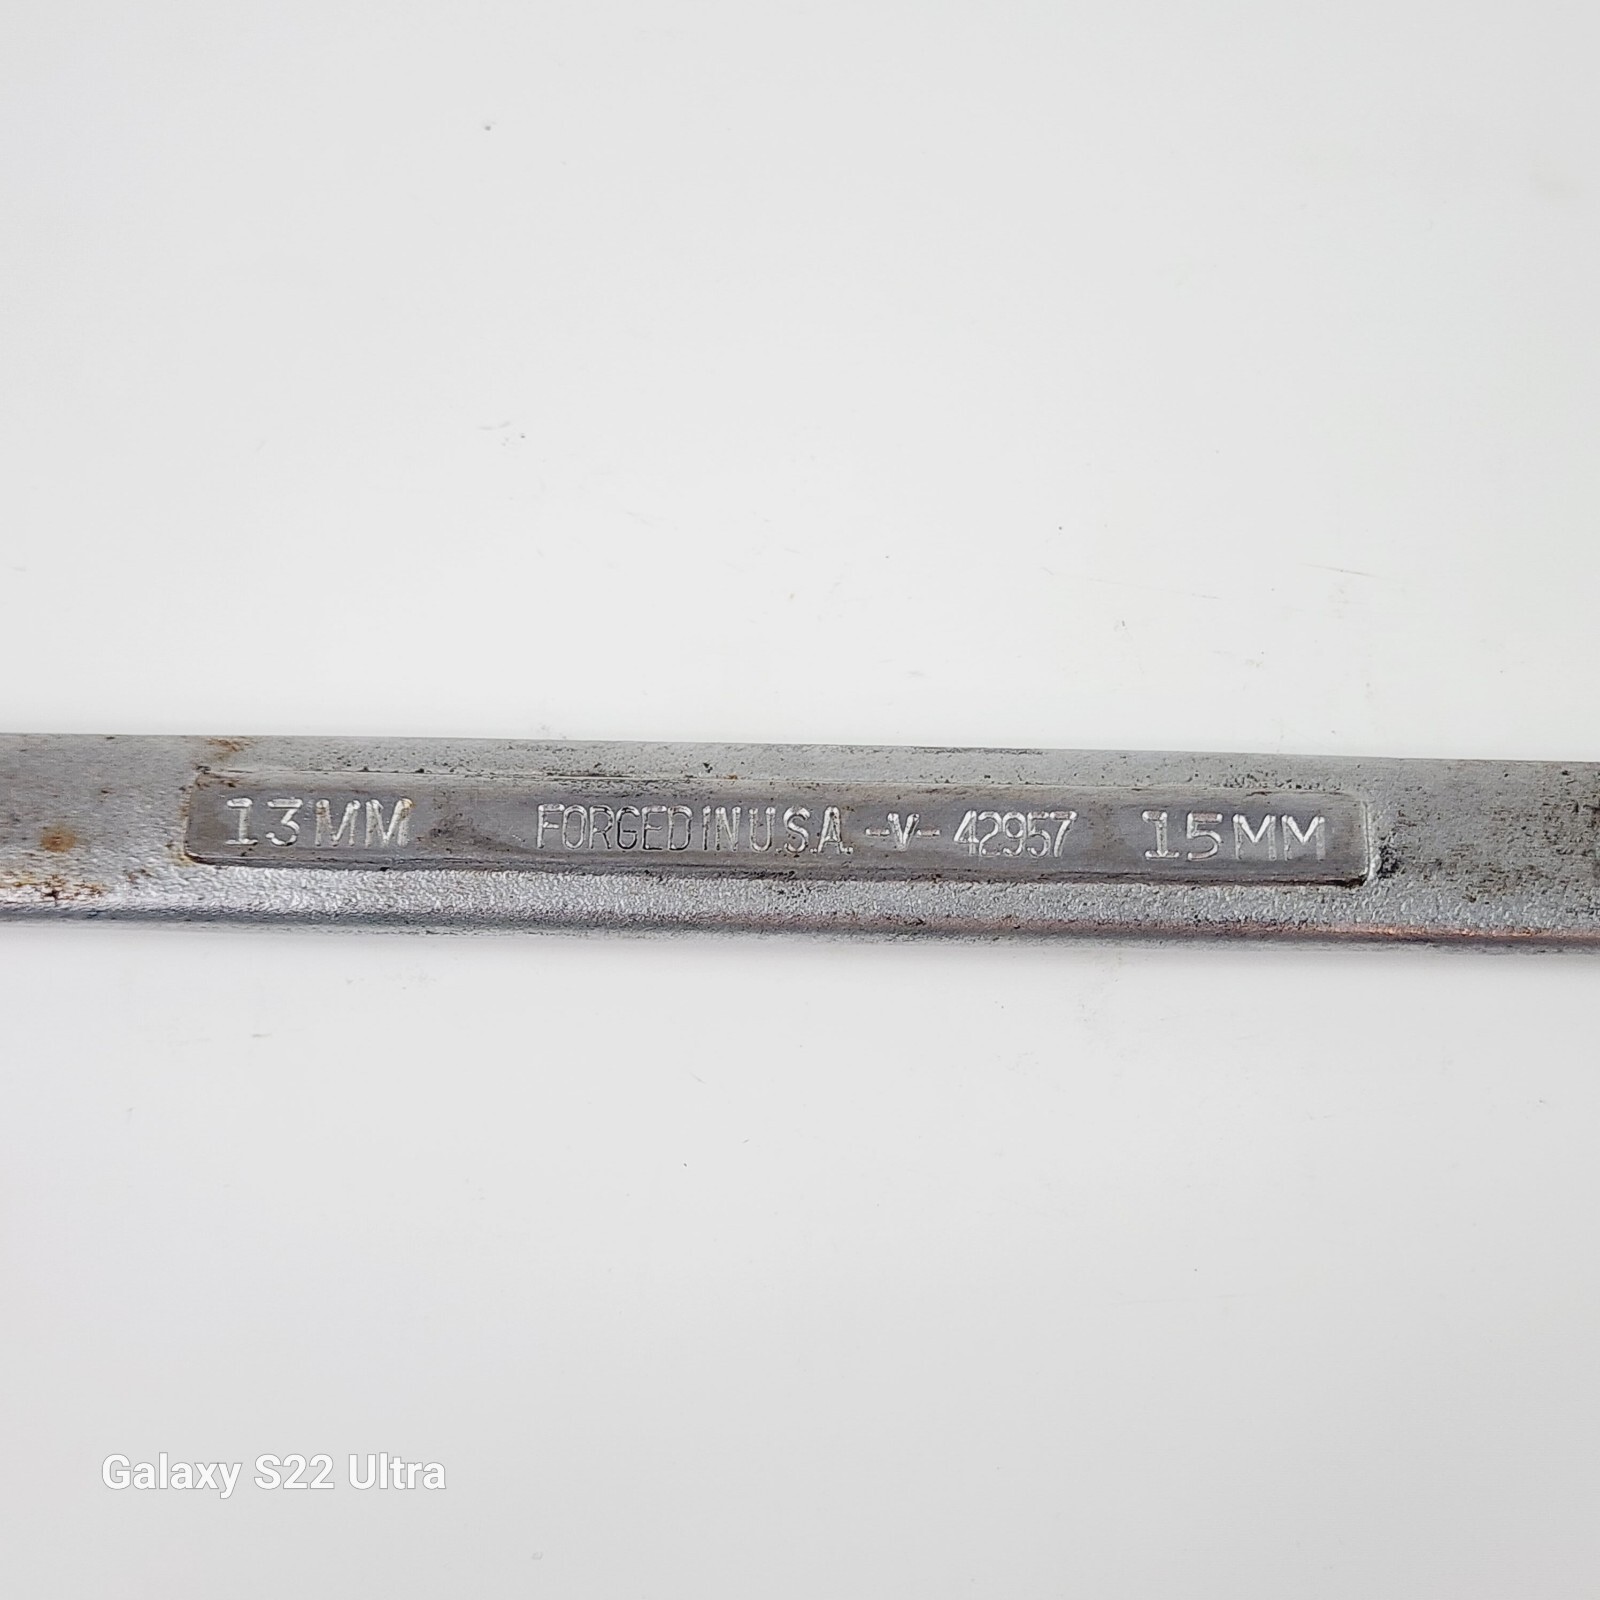 13MM FORGED IN U.S.A. -V- 42957 15MM
Galaxy S22 Ultra